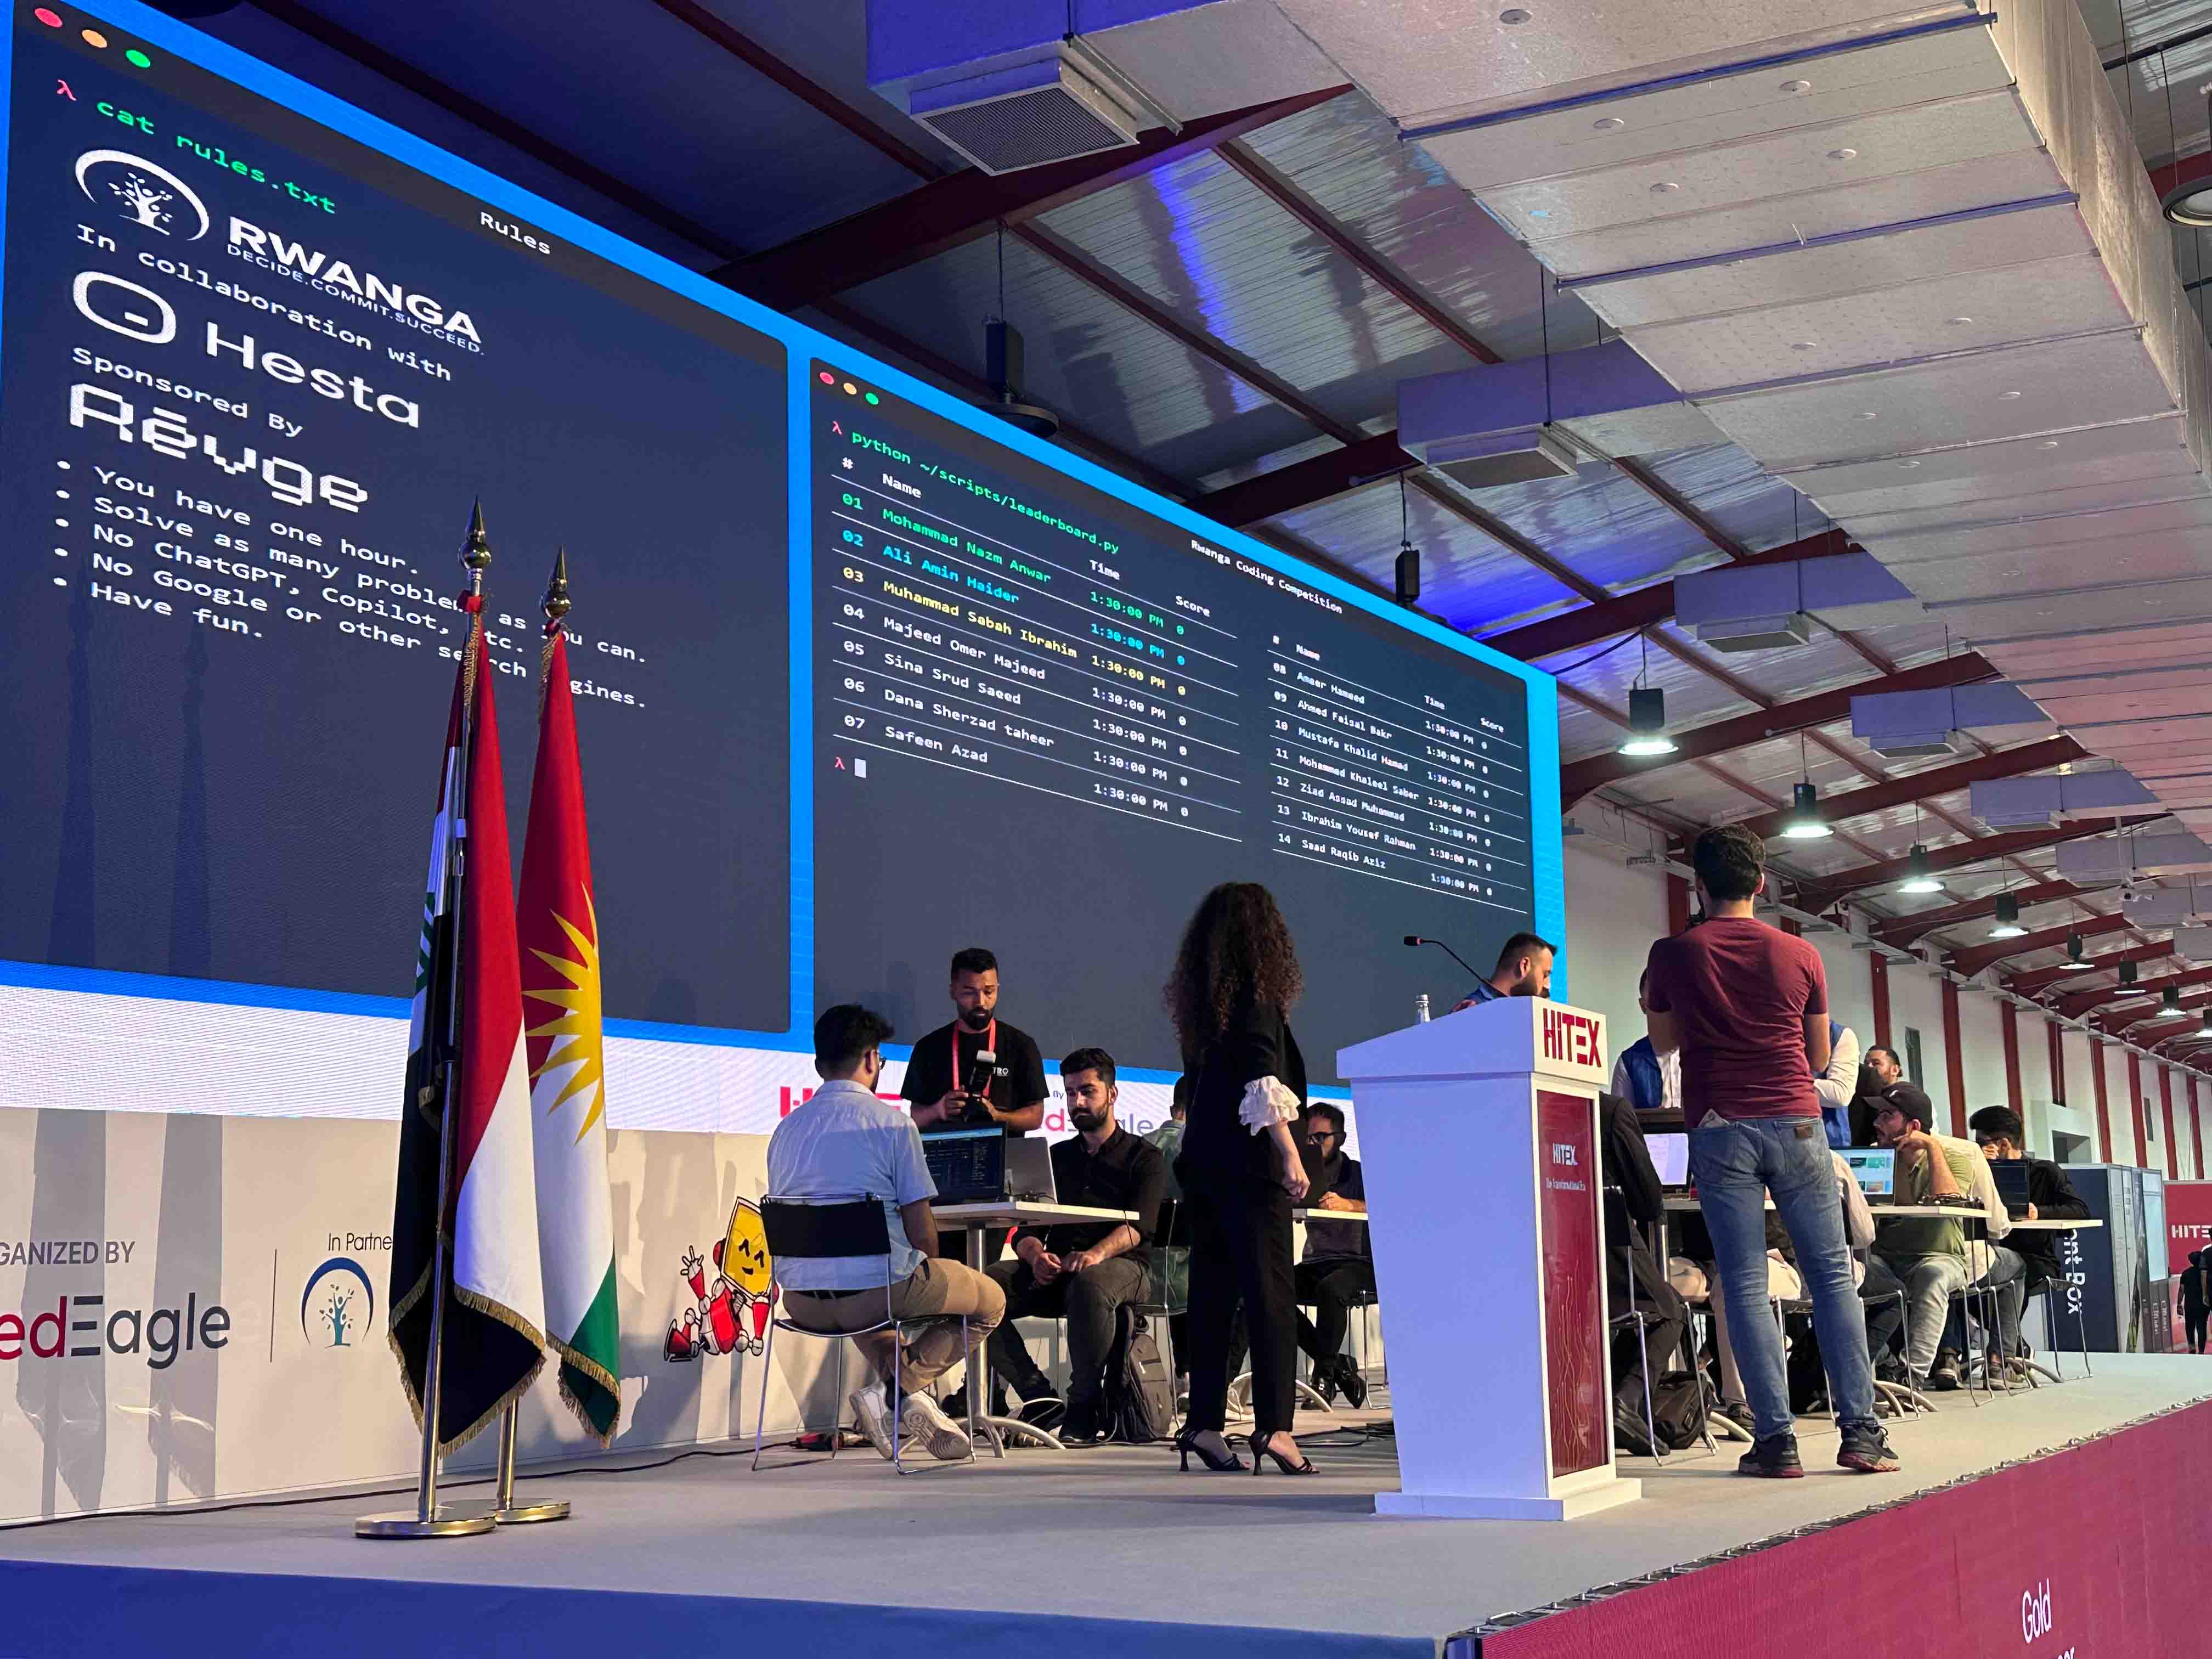 λ cat rules.txt
Rules
RWANGA
DECIDE.COMMIT.SUCCEED.
In collaboration with
Hesta
Sponsored By
Rêvge
• You have one hour.
• Solve as many problems as you can.
• No ChatGPT, Copilot, etc.
• No Google or other search engines.
• Have fun.
λ python ~/scripts/leaderboard.py
Rwanga Coding Competition
# Name Time Score
01 Mohammad Nazm Anwar 1:30:00 PM 0
02 Ali Amin Haider 1:30:00 PM 0
03 Muhammad Sabah Ibrahim 1:30:00 PM 0
04 Majeed Omer Majeed 1:30:00 PM 0
05 Sina Srud Saeed 1:30:00 PM 0
06 Dana Sherzad taheer 1:30:00 PM 0
07 Safeen Azad 1:30:00 PM 0
λ
# Name Time Score
08 Ameer Hameed 1:30:00 PM 0
09 Ahmed Faisal Bakr 1:30:00 PM 0
10 Mustafa Khalid Hamad 1:30:00 PM 0
11 Mohammed Khaleel Saber 1:30:00 PM 0
12 Ziad Assad Muhammad 1:30:00 PM 0
13 Ibrahim Yousef Rahman 1:30:00 PM 0
14 Saad Raqib Aziz 1:30:00 PM 0
HITEX
HITEX
GANIZED BY
edEagle
In Partne
By
dEagle
TRO
HITE
Gold